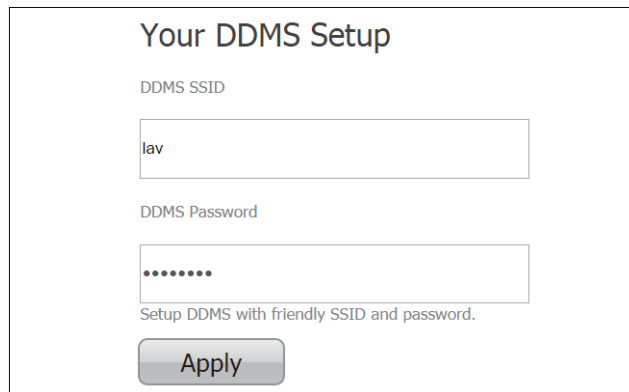 Your DDMS Setup
DDMS SSID
lav
DDMS Password
••••••••
Setup DDMS with friendly SSID and password.
Apply